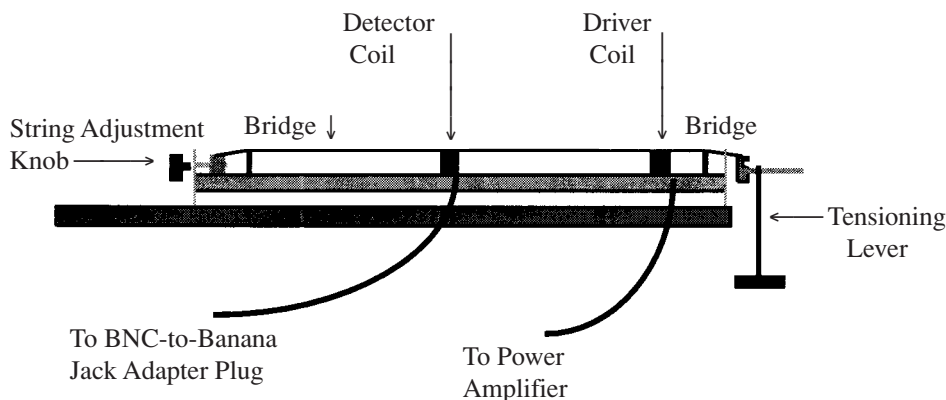 Detector
Coil
Driver
Coil
String Adjustment
Knob
Bridge
Bridge
Tensioning
Lever
To BNC-to-Banana
Jack Adapter Plug
To Power
Amplifier